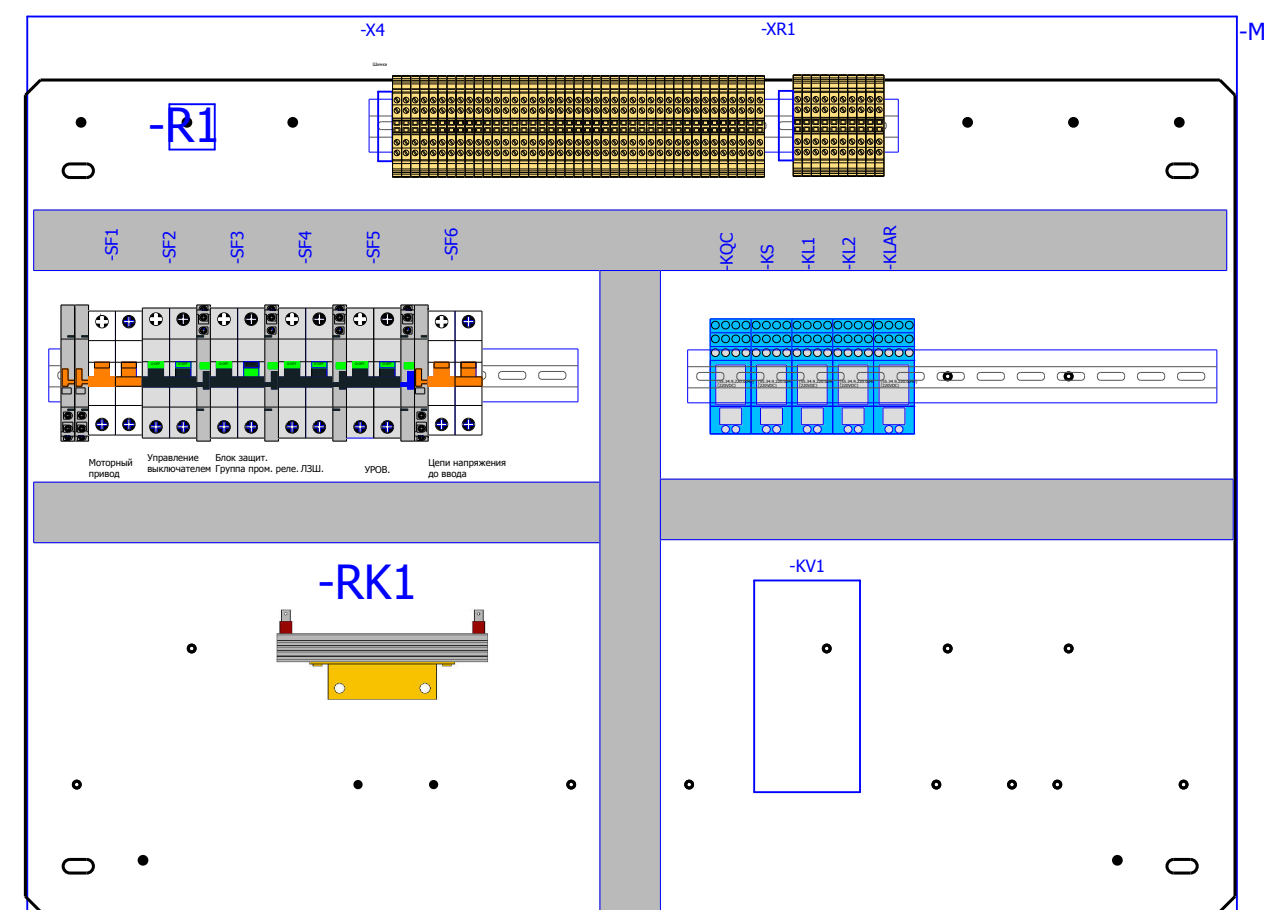 -X4
-XR1
-M
Шинки
-R1
-SF1
-SF2
-SF3
-SF4
-SF5
-SF6
-KQC
-KS
-KL1
-KL2
-KLAR
Моторный
привод
Управление
выключателем
Блок защит.
Группа пром. реле. ЛЗШ.
УРОВ.
Цепи напряжения
до ввода
-RK1
-KV1